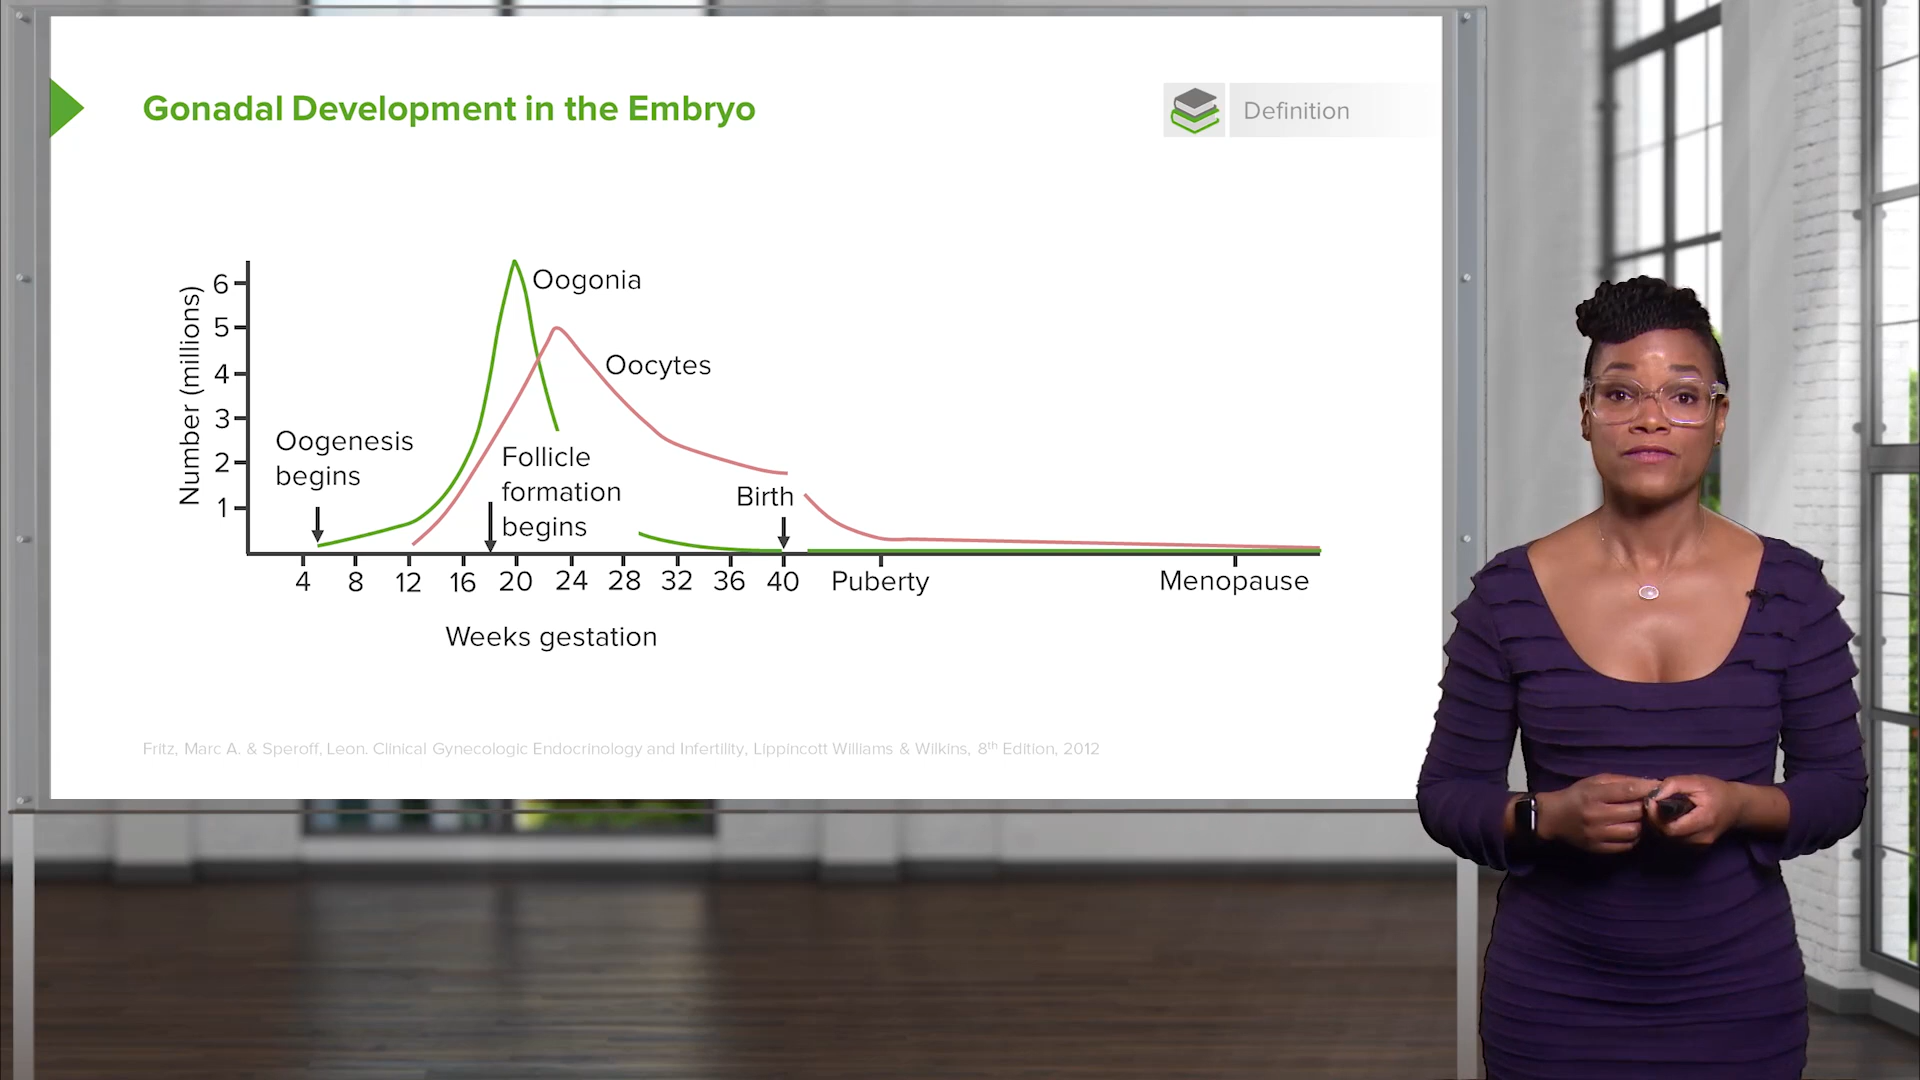 Gonadal Development in the Embryo
Definition
Number (millions)
6
5
4
3
2
1
Oogonia
Oocytes
Oogenesis
begins
Follicle
formation
begins
Birth
4 8 12 16 20 24 28 32 36 40 Puberty Menopause
Weeks gestation
Fritz, Marc A. & Speroff, Leon. Clinical Gynecologic Endocrinology and Infertility, Lippincott Williams & Wilkins, 8th Edition, 2012